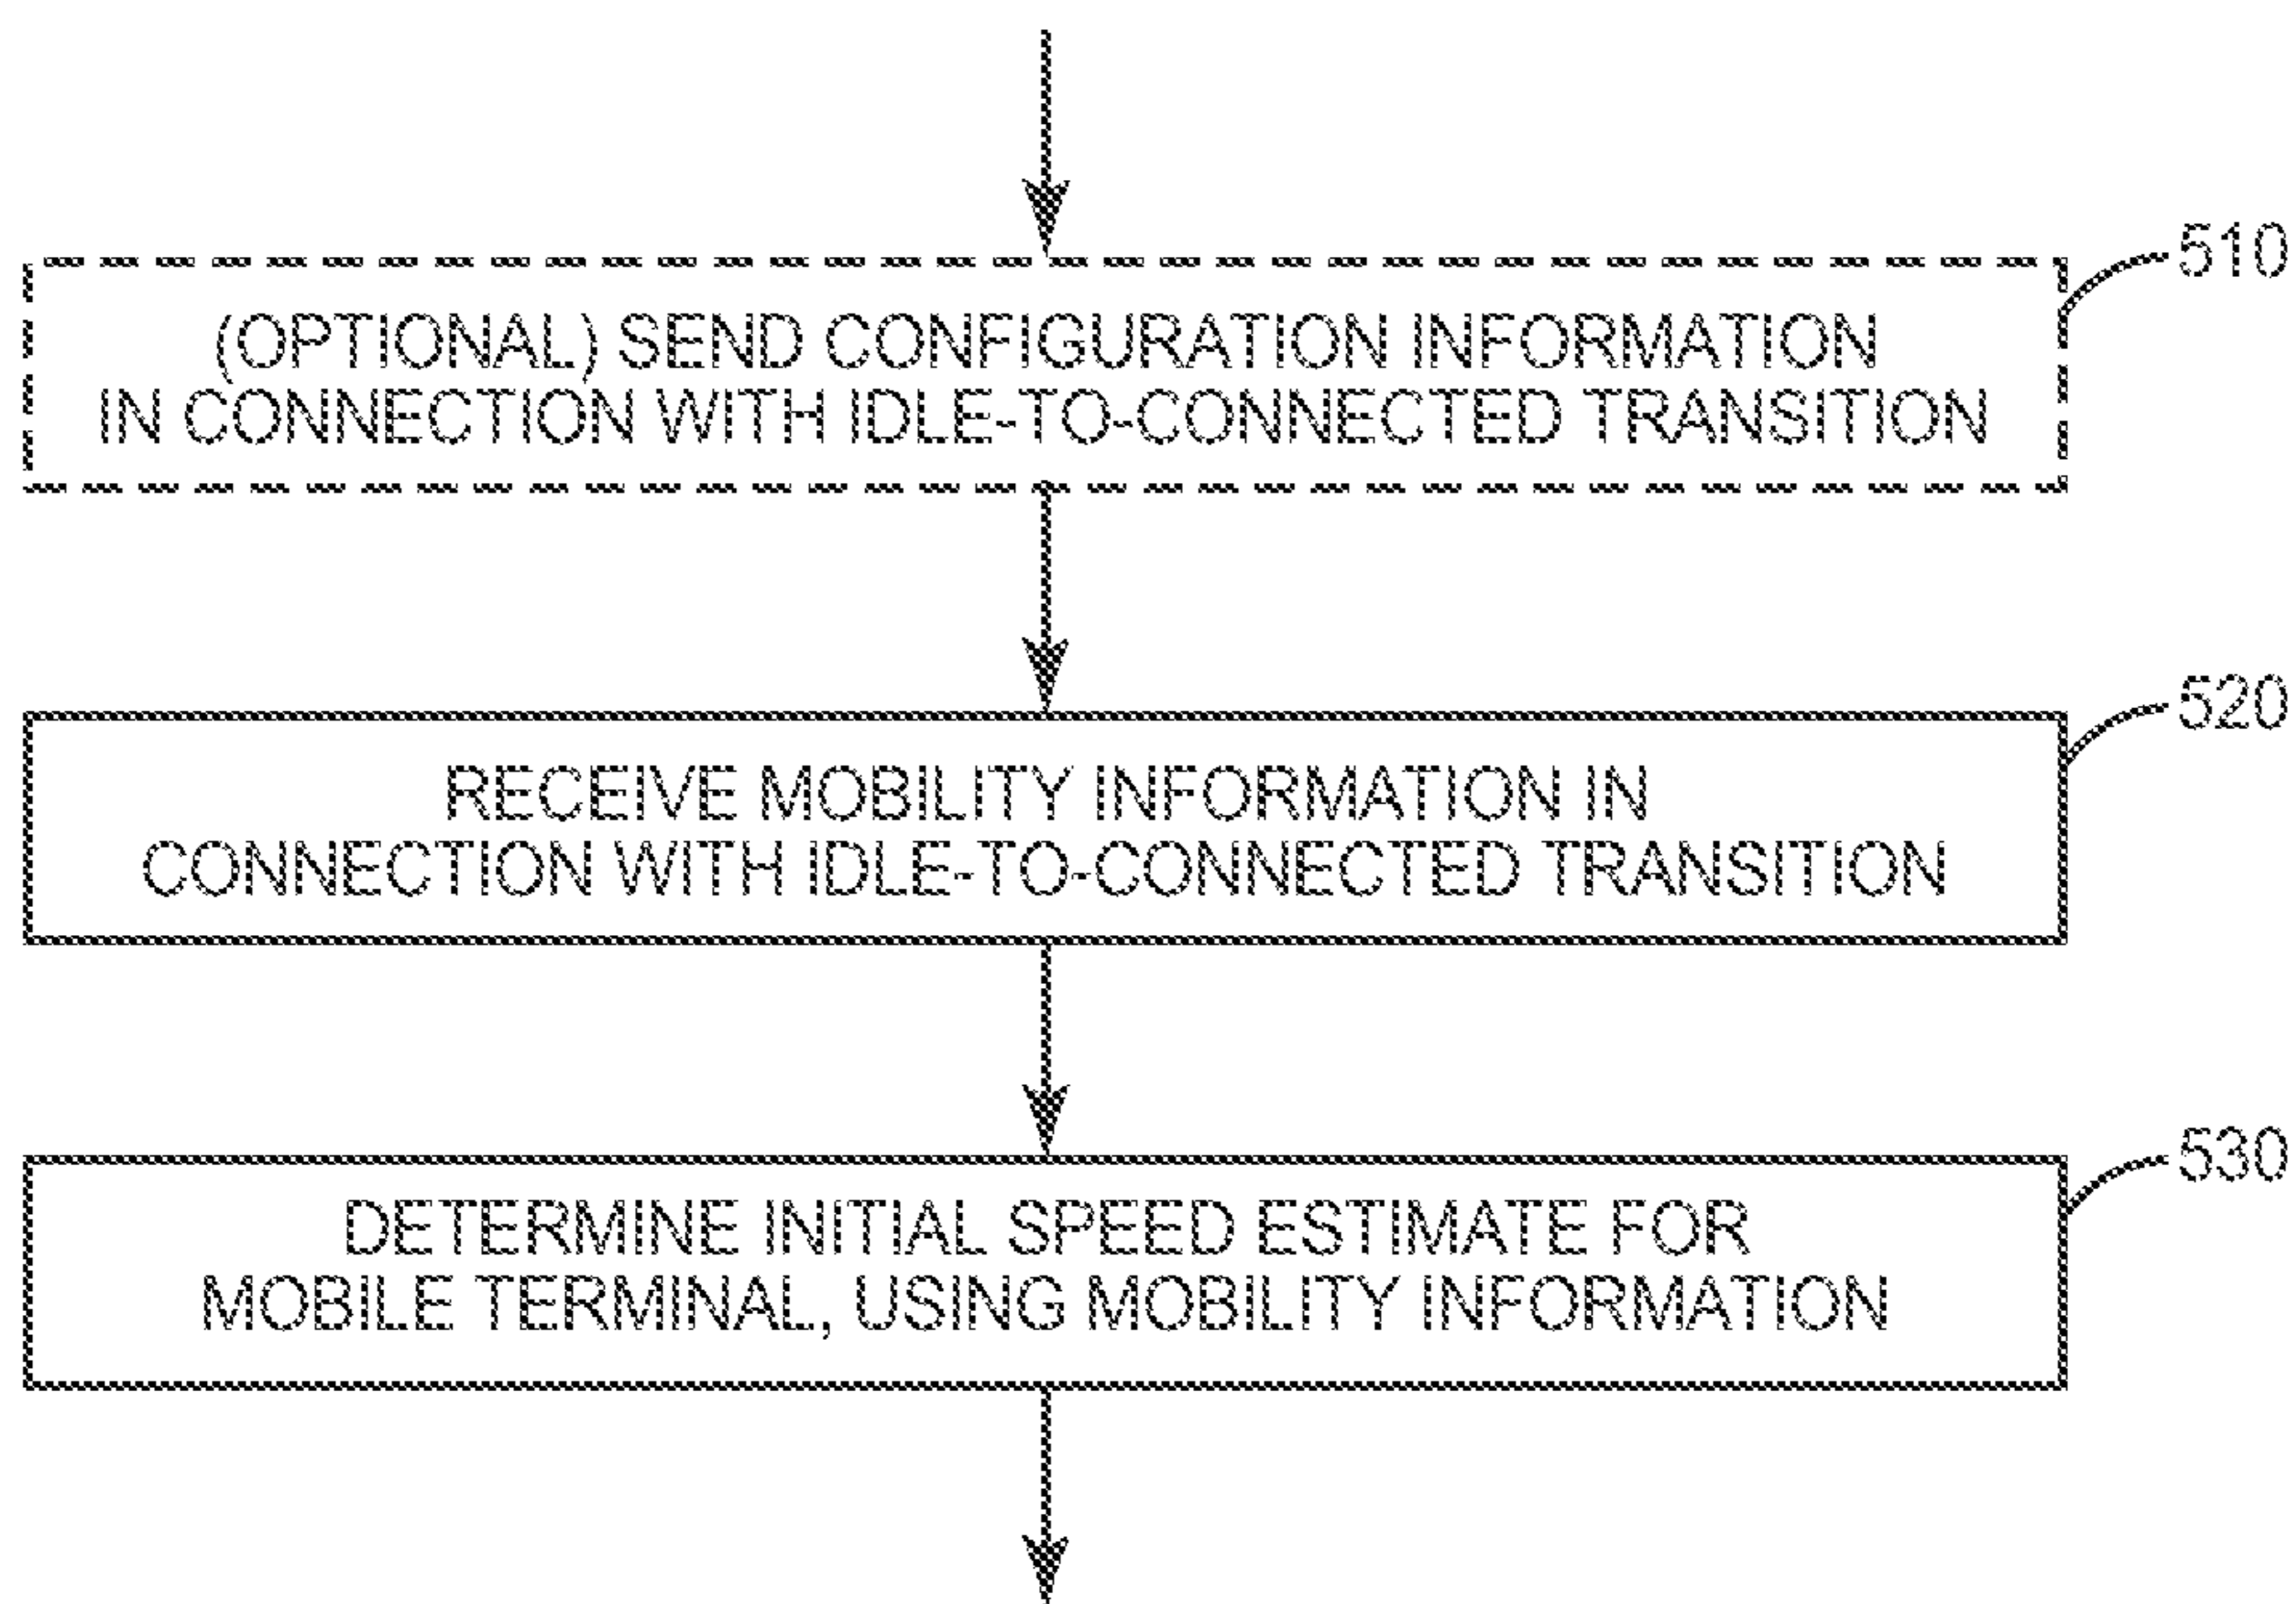 510
(OPTIONAL) SEND CONFIGURATION INFORMATION
IN CONNECTION WITH IDLE-TO-CONNECTED TRANSITION
520
RECEIVE MOBILITY INFORMATION IN
CONNECTION WITH IDLE-TO-CONNECTED TRANSITION
530
DETERMINE INITIAL SPEED ESTIMATE FOR
MOBILE TERMINAL, USING MOBILITY INFORMATION